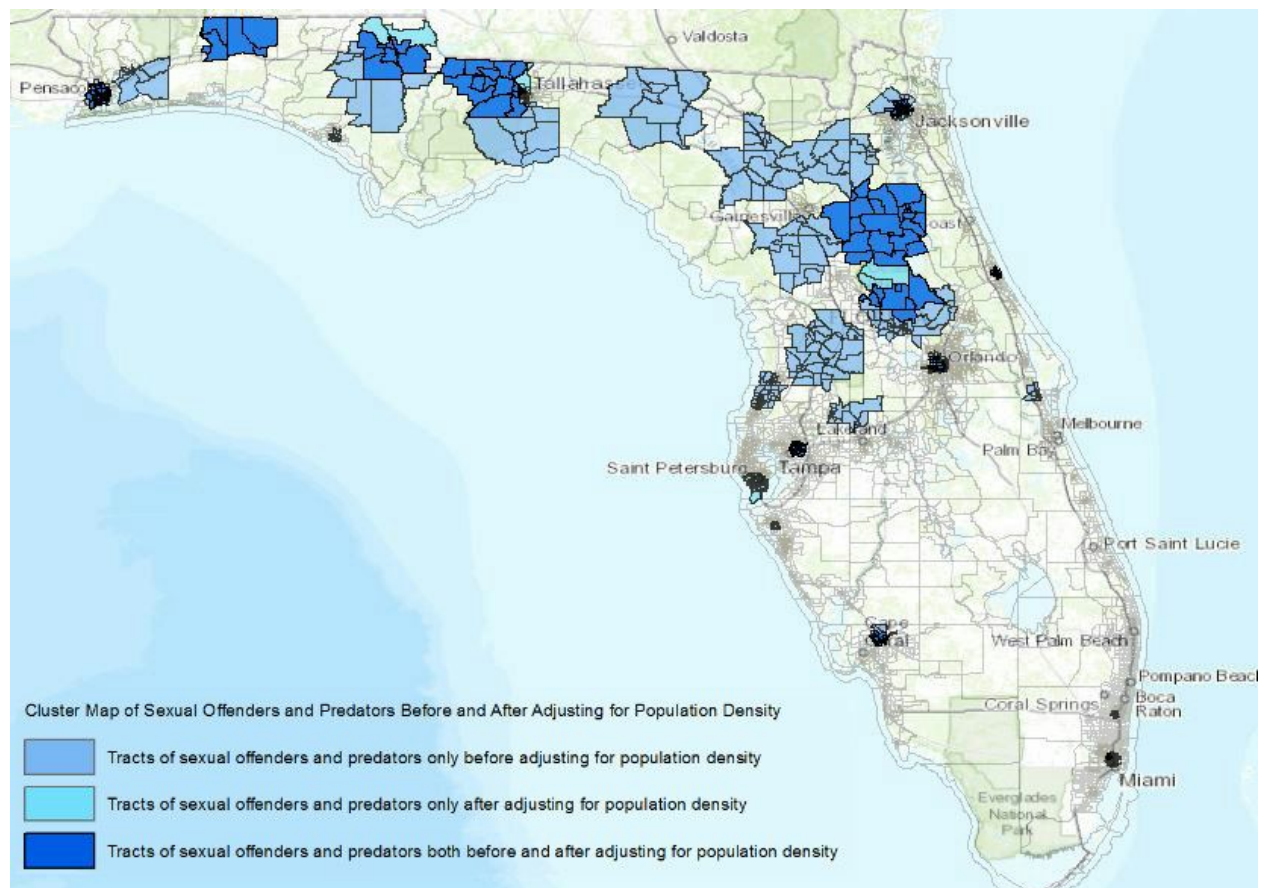 Valdosta
Pensaco
Tallahasee
Jacksonville
Gainesville
oast
Orlando
Lakeland
Melbourne
Palm Bay
Saint Petersburg
Tampa
Port Saint Lucie
Cape
Coral
West Palm Beach
Pompano Beach
Coral Springs
Boca
Raton
Miami
Everglades
National
Park
Cluster Map of Sexual Offenders and Predators Before and After Adjusting for Population Density
Tracts of sexual offenders and predators only before adjusting for population density
Tracts of sexual offenders and predators only after adjusting for population density
Tracts of sexual offenders and predators both before and after adjusting for population density